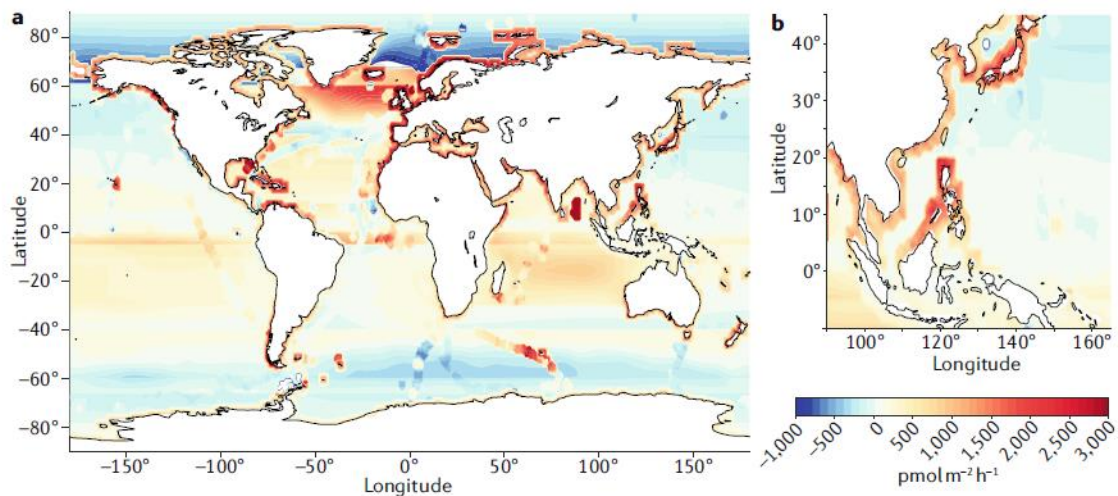 a
80°
60°
40°
20°
0°
−20°
−40°
−60°
−80°
Latitude
−150° −100° −50° 0° 50° 100° 150°
Longitude
b
40°
30°
20°
10°
0°
Latitude
100° 120° 140° 160°
Longitude
−1,000 −500 0 500 1,000 1,500 2,000 2,500 3,000
pmol m⁻² h⁻¹